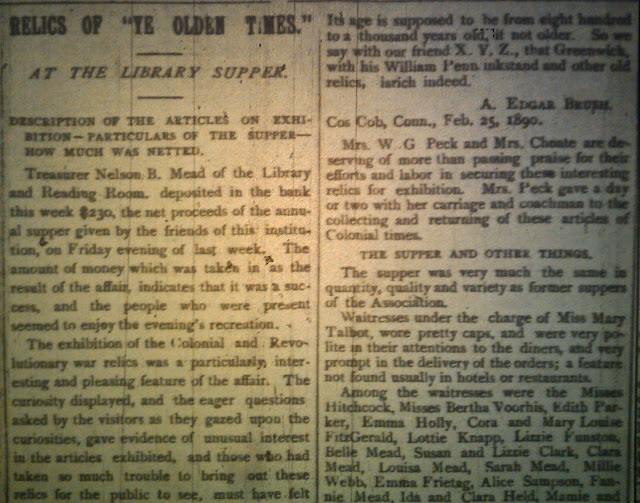 RELICS OF "YE OLDEN TIMES."
AT THE LIBRARY SUPPER.
DESCRIPTION OF THE ARTICLES ON EXHI-
BITION—PARTICULARS OF THE SUPPER—
HOW MUCH WAS NETTED.
Treasurer Nelson B. Mead of the Library
and Reading Room, deposited in the bank
this week $230, the net proceeds of the annu-
al supper given by the friends of this institu-
tion, on Friday evening of last week. The
amount of money which was taken in as the
result of the affair, indicates that it was a suc-
cess, and the people who were present
seemed to enjoy the evening's recreation.
The exhibition of the Colonial and Revo-
lutionary war relics was a particularly inter-
esting and pleasing feature of the affair. The
curiosity displayed, and the eager questions
asked by the visitors as they gazed upon the
curiosities, gave evidence of unusual interest
in the articles exhibited, and those who had
taken so much trouble to bring out these
relics for the public to see, must have felt
Its age is supposed to be from eight hundred
to a thousand years old, if not older. So we
say with our friend X. Y. Z., that Greenwich,
with his William Penn inkstand and other old
relics, isrich indeed.
A. EDGAR BRUSH.
Cos Cob, Conn., Feb. 25, 1890.
Mrs. W. G Peck and Mrs. Choate are de-
serving of more than passing praise for their
efforts and labor in securing these interesting
relics for exhibition. Mrs. Peck gave a day
or two with her carriage and coachman to the
collecting and returning of these articles of
Colonial times.
THE SUPPER AND OTHER THINGS.
The supper was very much the same in
quantity, quality and variety as former suppers
of the Association.
Waitresses under the charge of Miss Mary
Talbot, wore pretty caps, and were very po-
lite in their attentions to the diners, and very
prompt in the delivery of the orders; a feature
not found usually in hotels or restaurants.
Among the waitresses were the Misses
Hitchcock, Misses Bertha Voorhis, Edith Par-
ker, Emma Holly, Cora and Mary Louise
FitzGerald, Lottie Knapp, Lizzie Funston,
Belle Mead, Susan and Lizzie Clark, Clara
Mead, Louisa Mead, Sarah Mead, Millie
Webb, Emma Frietag, Alice Sampson, Fan-
nie Mead, Ida and Clara Held, Mamie and